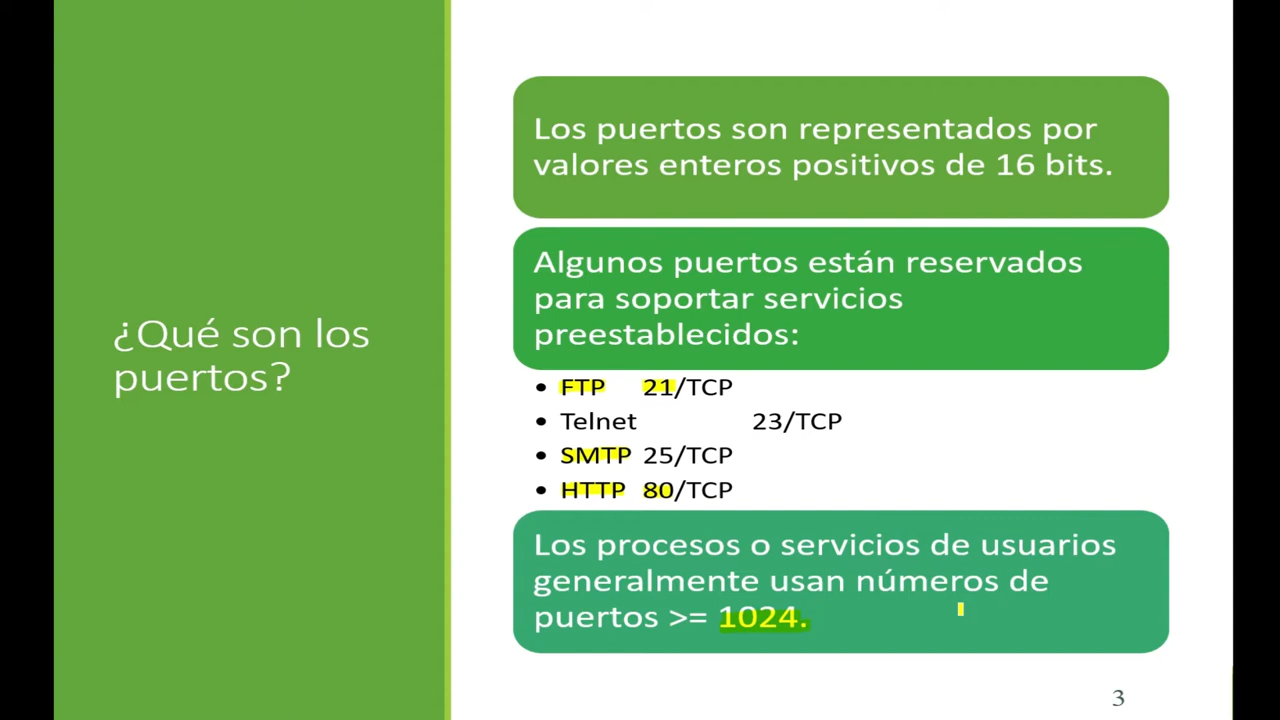 ¿Qué son los
puertos?
Los puertos son representados por
valores enteros positivos de 16 bits.
Algunos puertos están reservados
para soportar servicios
preestablecidos:
• FTP 21/TCP
• Telnet 23/TCP
• SMTP 25/TCP
• HTTP 80/TCP
Los procesos o servicios de usuarios
generalmente usan números de
puertos >= 1024.
3